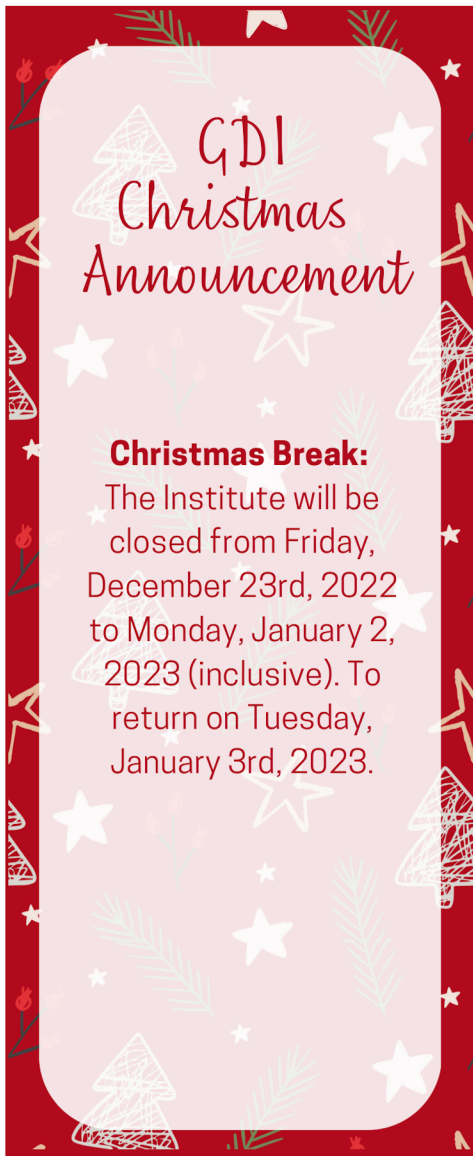 GDI
Christmas
Announcement
Christmas Break:
The Institute will be
closed from Friday,
December 23rd, 2022
to Monday, January 2,
2023 (inclusive). To
return on Tuesday,
January 3rd, 2023.